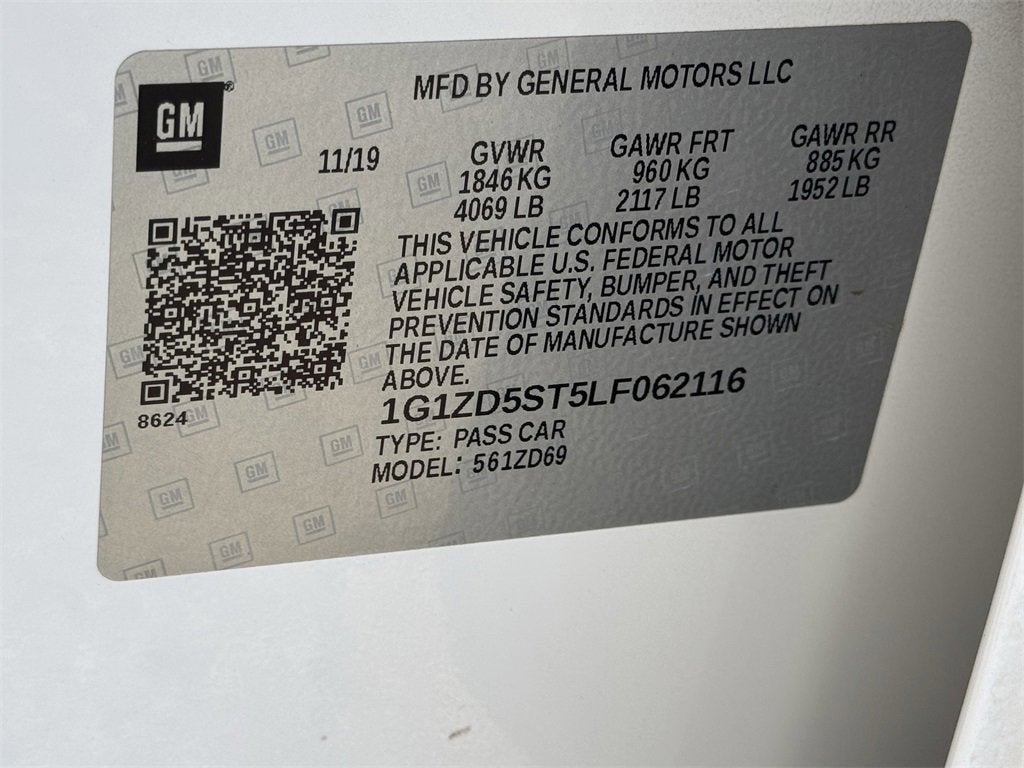 GM®
MFD BY GENERAL MOTORS LLC
11/19
GVWR
1846 KG
4069 LB
GAWR FRT
960 KG
2117 LB
GAWR RR
885 KG
1952 LB
THIS VEHICLE CONFORMS TO ALL
APPLICABLE U.S. FEDERAL MOTOR
VEHICLE SAFETY, BUMPER, AND THEFT
PREVENTION STANDARDS IN EFFECT ON
THE DATE OF MANUFACTURE SHOWN
ABOVE.
8624
1G1ZD5ST5LF062116
TYPE: PASS CAR
MODEL: 561ZD69